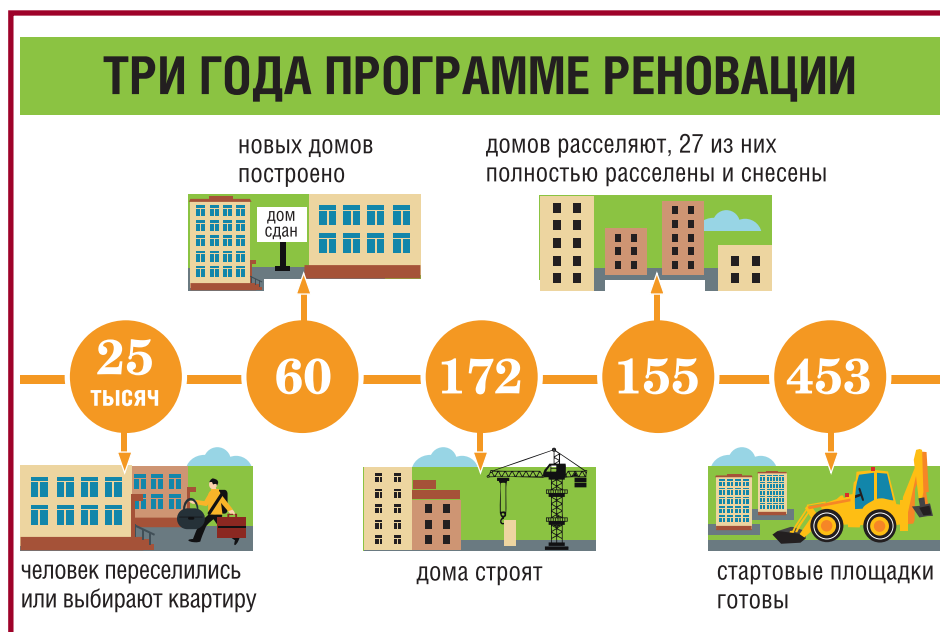 ТРИ ГОДА ПРОГРАММЕ РЕНОВАЦИИ
новых домов
построено
дом
сдан
домов расселяют, 27 из них
полностью расселены и снесены
25
тысяч
60
172
155
453
человек переселились
или выбирают квартиру
дома строят
стартовые площадки
готовы